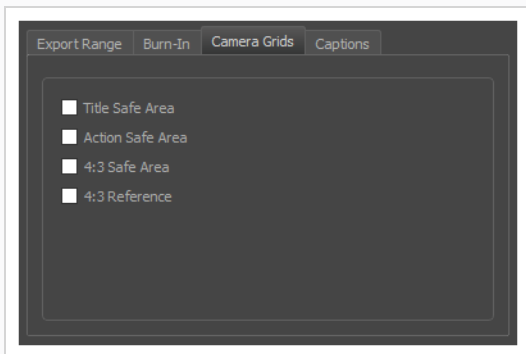 Export Range Burn-In Camera Grids Captions
Title Safe Area
Action Safe Area
4:3 Safe Area
4:3 Reference